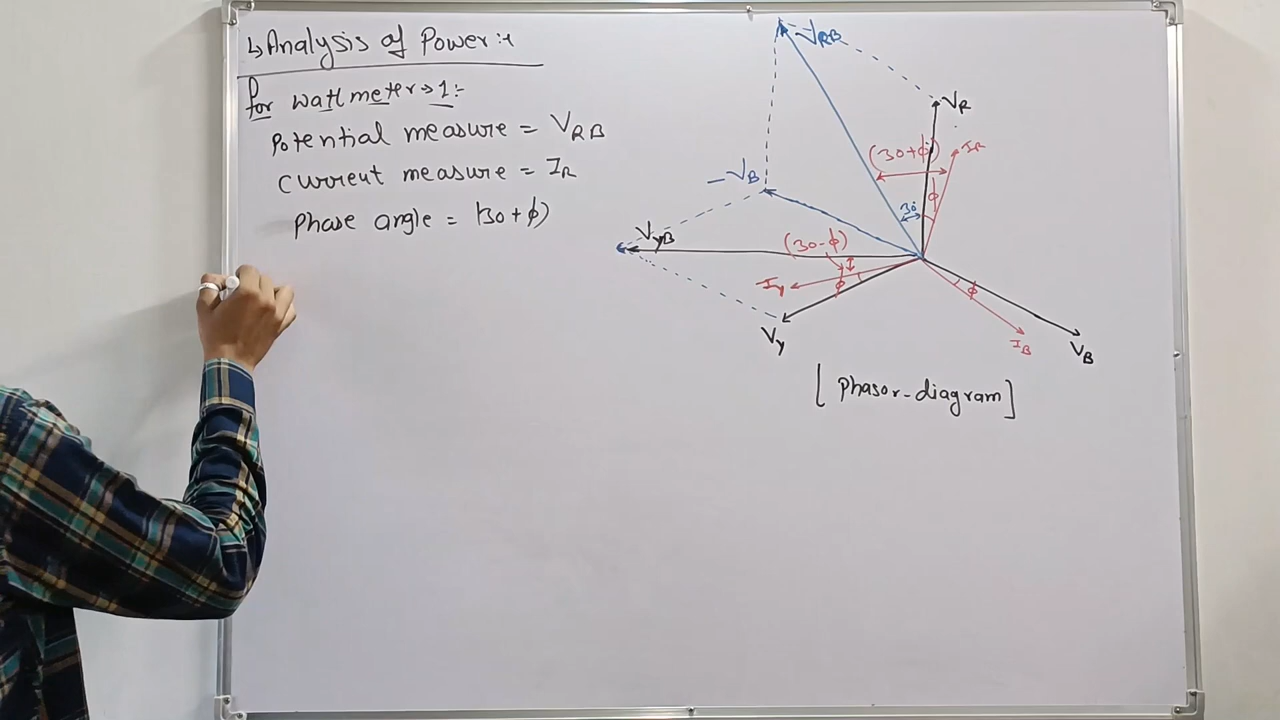 ↳ Analysis of Power :-
for wattmeter → 1 :-
Potential measure = V_RB
Current measure = I_R
Phase angle = (30+ϕ)
V_RB
V_R
(30+ϕ)
I_R
-V_B
ϕ
30°
V_YB
(30-ϕ)
I_Y
ϕ
ϕ
V_Y
I_B
V_B
[Phasor-diagram]